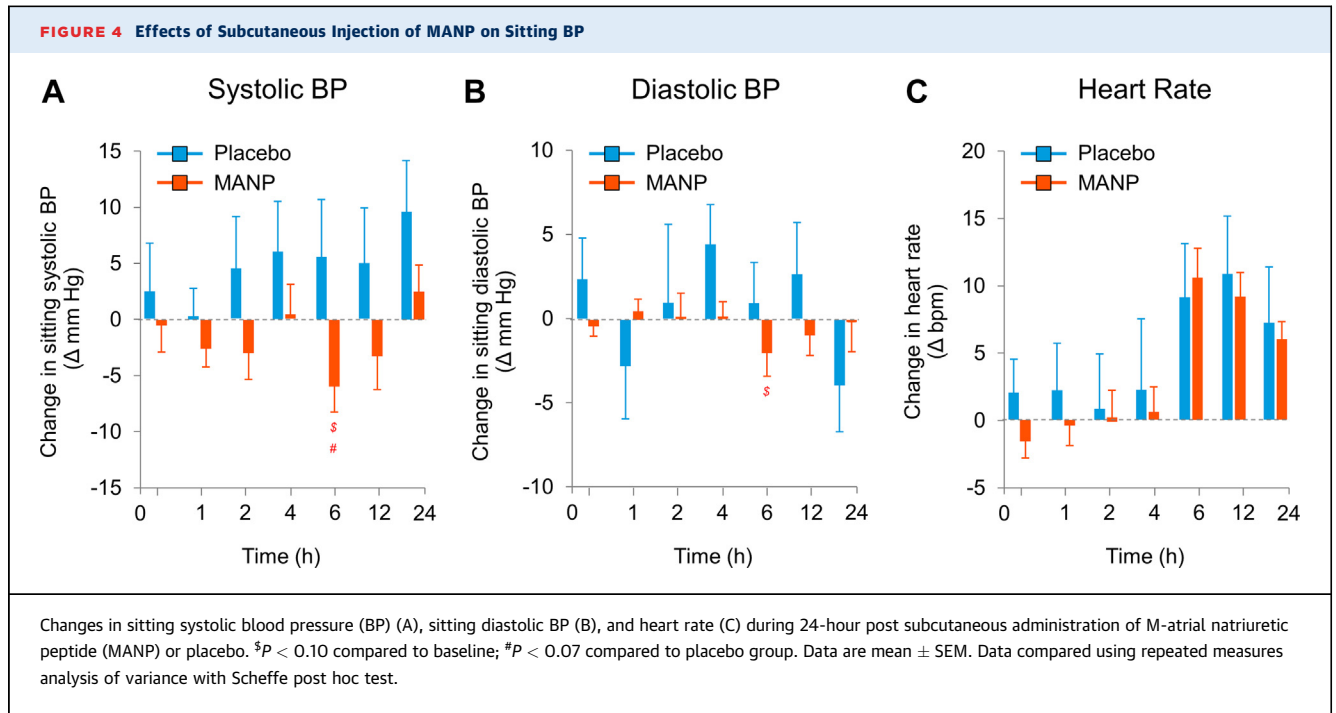 FIGURE 4 Effects of Subcutaneous Injection of MANP on Sitting BP
A
Systolic BP
Placebo
MANP
Change in sitting systolic BP
(Δ mm Hg)
15
10
5
0
-5
-10
-15
$
#
0 1 2 4 6 12 24
Time (h)
B
Diastolic BP
Placebo
MANP
Change in sitting diastolic BP
(Δ mm Hg)
10
5
0
-5
-10
$
0 1 2 4 6 12 24
Time (h)
C
Heart Rate
Placebo
MANP
Change in heart rate
(Δ bpm)
20
15
10
5
0
-5
0 1 2 4 6 12 24
Time (h)
Changes in sitting systolic blood pressure (BP) (A), sitting diastolic BP (B), and heart rate (C) during 24-hour post subcutaneous administration of M-atrial natriuretic
peptide (MANP) or placebo. $P < 0.10 compared to baseline; #P < 0.07 compared to placebo group. Data are mean ± SEM. Data compared using repeated measures
analysis of variance with Scheffe post hoc test.